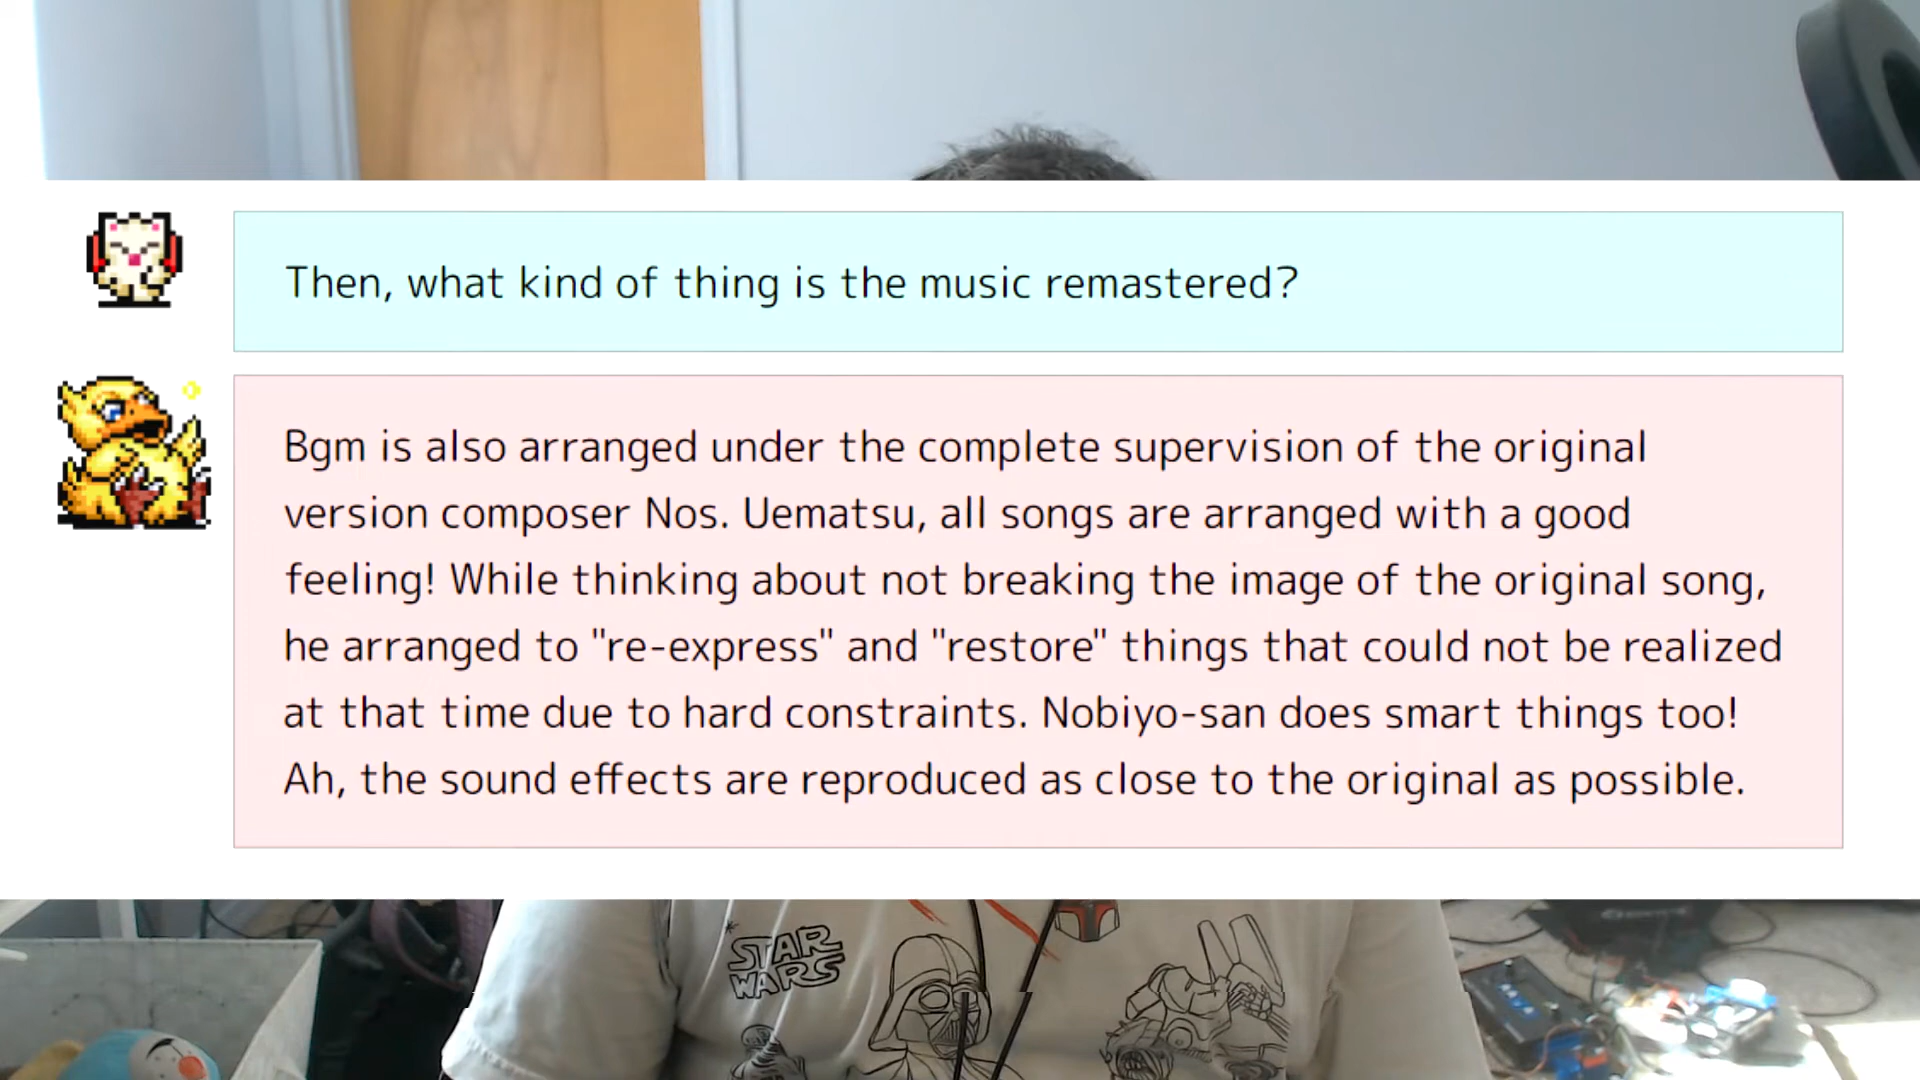 Then, what kind of thing is the music remastered?
Bgm is also arranged under the complete supervision of the original
version composer Nos. Uematsu, all songs are arranged with a good
feeling! While thinking about not breaking the image of the original song,
he arranged to "re-express" and "restore" things that could not be realized
at that time due to hard constraints. Nobiyo-san does smart things too!
Ah, the sound effects are reproduced as close to the original as possible.
STAR
WARS